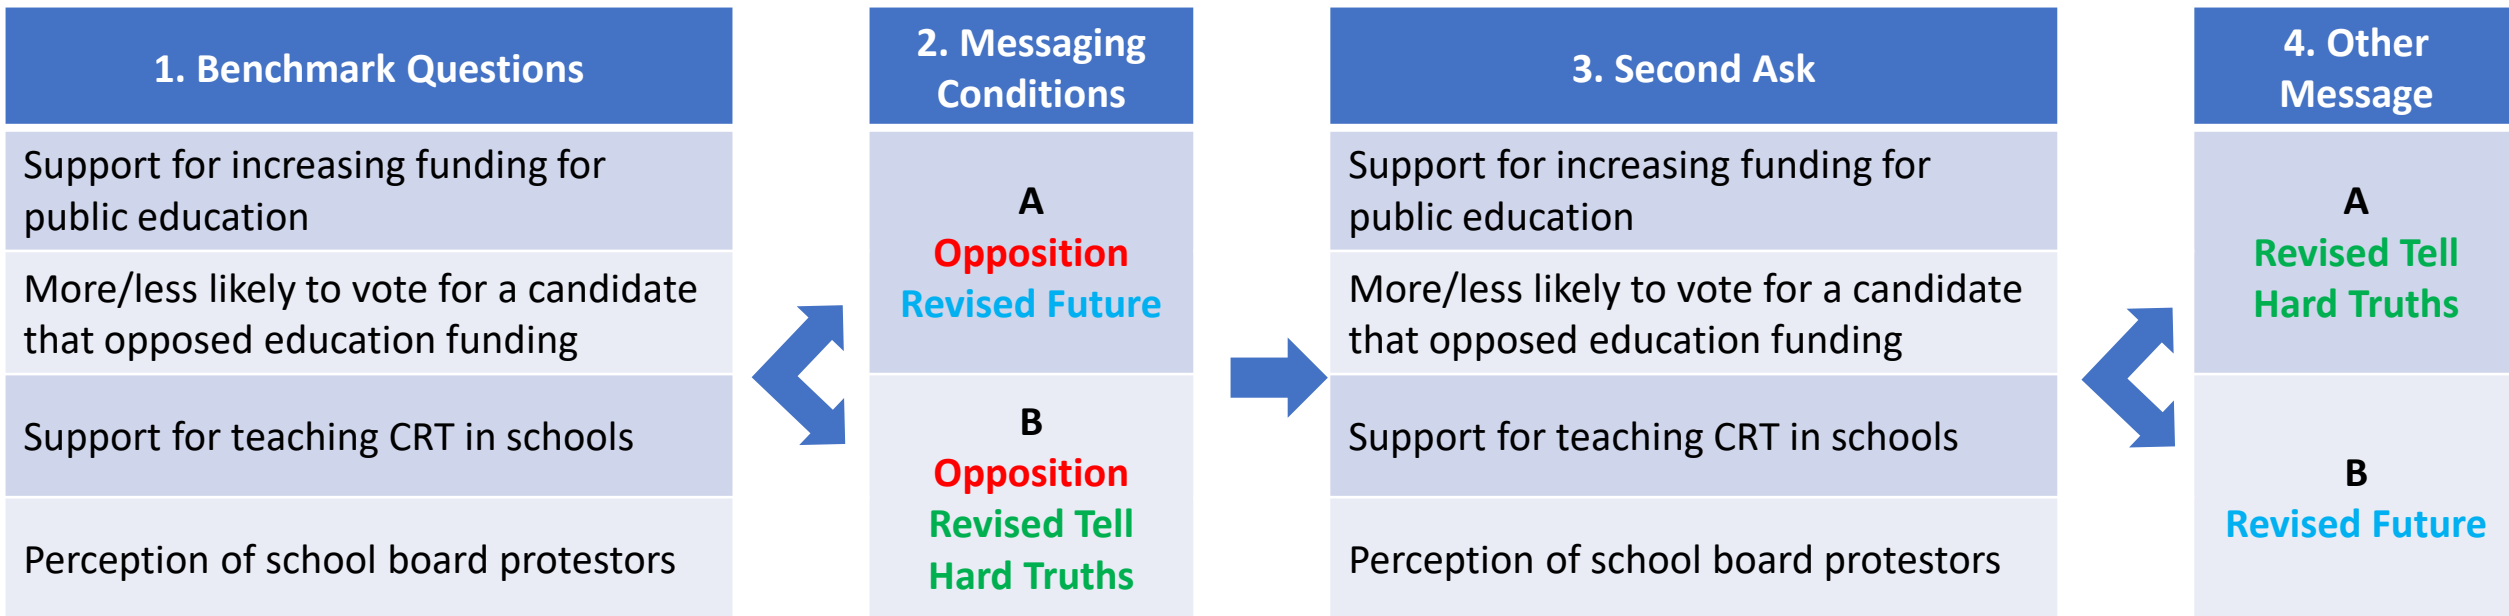 1. Benchmark Questions
Support for increasing funding for
public education
More/less likely to vote for a candidate
that opposed education funding
Support for teaching CRT in schools
Perception of school board protestors
2. Messaging
Conditions
A
Opposition
Revised Future
B
Opposition
Revised Tell
Hard Truths
3. Second Ask
Support for increasing funding for
public education
More/less likely to vote for a candidate
that opposed education funding
Support for teaching CRT in schools
Perception of school board protestors
4. Other
Message
A
Revised Tell
Hard Truths
B
Revised Future